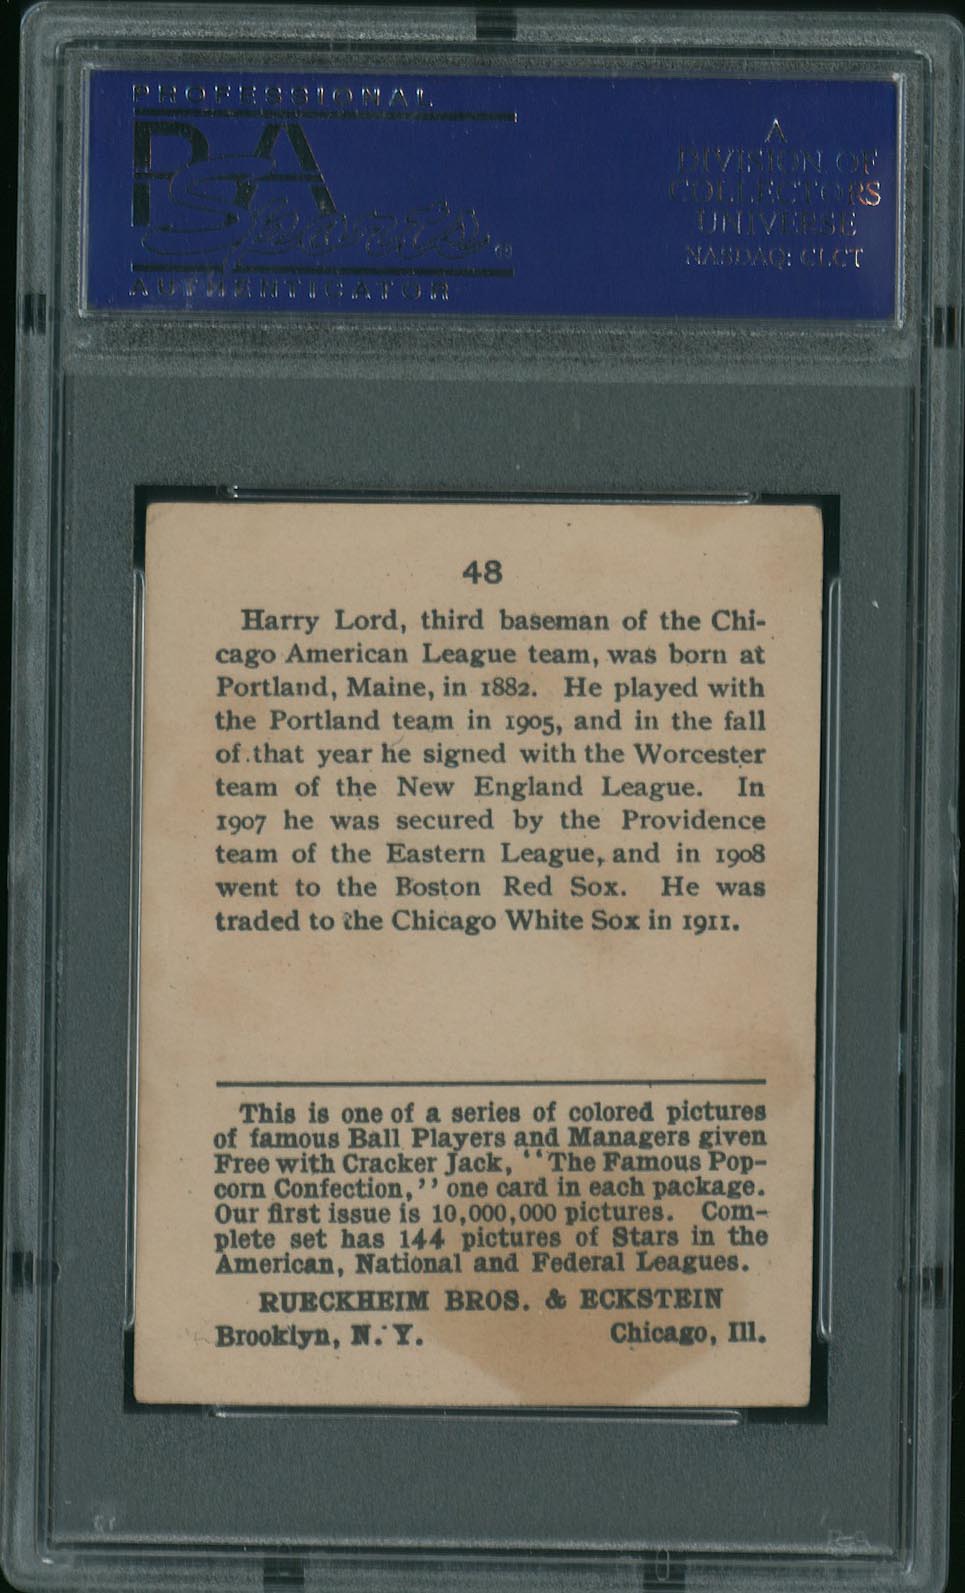 PROFESSIONAL
PSA
Sports®
AUTHENTICATOR
A
DIVISION OF
COLLECTORS
UNIVERSE
NASDAQ: CLCT
48
Harry Lord, third baseman of the Chi-
cago American League team, was born at
Portland, Maine, in 1882. He played with
the Portland team in 1905, and in the fall
of that year he signed with the Worcester
team of the New England League. In
1907 he was secured by the Providence
team of the Eastern League, and in 1908
went to the Boston Red Sox. He was
traded to the Chicago White Sox in 1911.
This is one of a series of colored pictures
of famous Ball Players and Managers given
Free with Cracker Jack, "The Famous Pop-
corn Confection," one card in each package.
Our first issue is 10,000,000 pictures. Com-
plete set has 144 pictures of Stars in the
American, National and Federal Leagues.
RUECKHEIM BROS. & ECKSTEIN
Brooklyn, N. Y. Chicago, Ill.